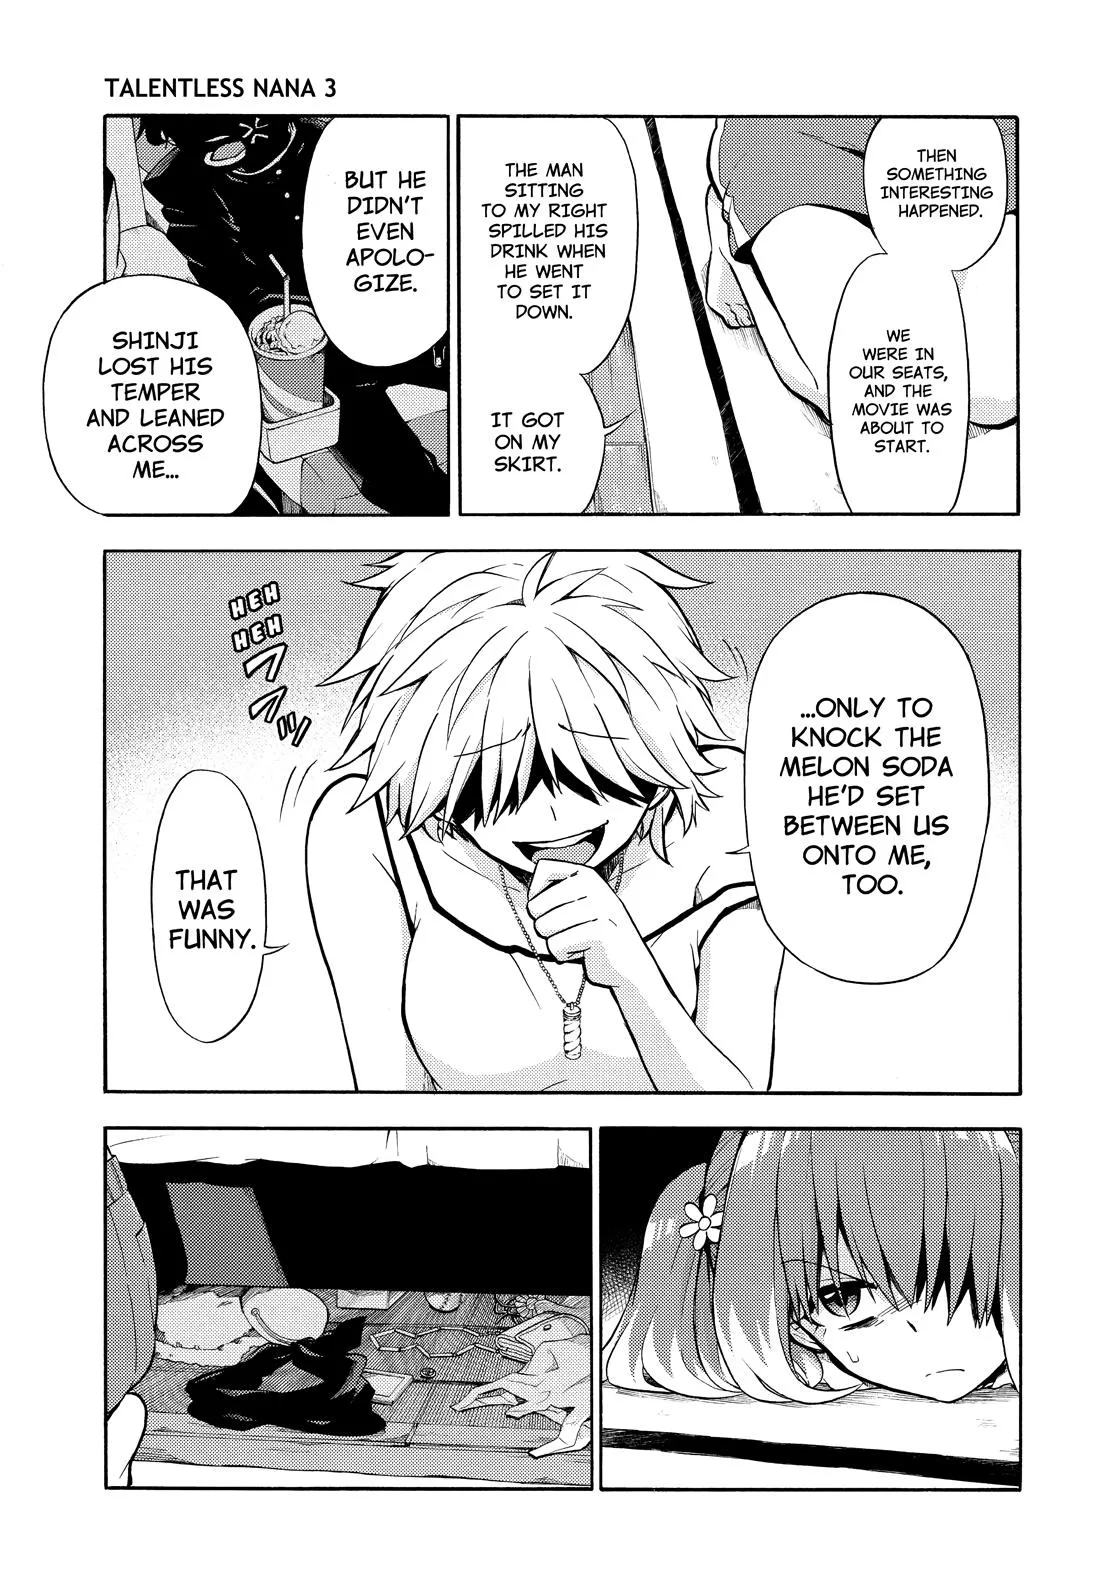 TALENTLESS NANA 3
THEN
SOMETHING
INTERESTING
HAPPENED.
WE
WERE IN
OUR SEATS,
AND THE
MOVIE WAS
ABOUT TO
START.
THE MAN
SITTING
TO MY RIGHT
SPILLED HIS
DRINK WHEN
HE WENT
TO SET IT
DOWN.
IT GOT
ON MY
SKIRT.
BUT HE
DIDN'T
EVEN
APOLO-
GIZE.
SHINJI
LOST HIS
TEMPER
AND LEANED
ACROSS
ME...
...ONLY TO
KNOCK THE
MELON SODA
HE'D SET
BETWEEN US
ONTO ME,
TOO.
HEH
HEH
フフッ
THAT
WAS
FUNNY.